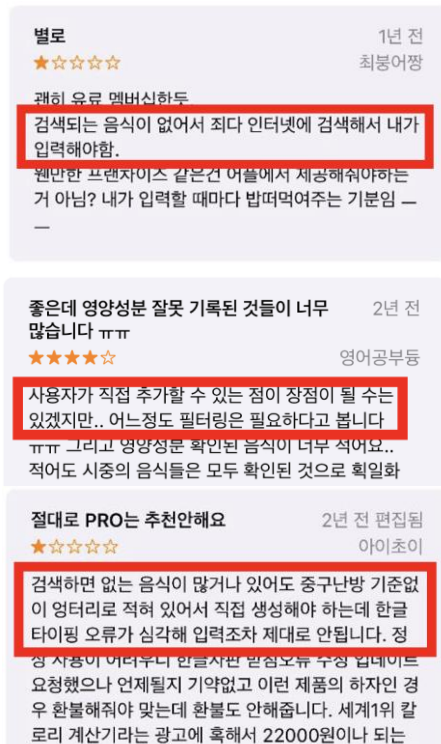 별로
1년 전
★☆☆☆☆
최붕어짱
괜히 유료 멤버십한듯
검색되는 음식이 없어서 죄다 인터넷에 검색해서 내가
입력해야함.
웬만한 프랜차이즈 같은건 어플에서 제공해줘야하는
거 아님? 내가 입력할 때마다 밥떠먹여주는 기분임 ㅡ
ㅡ
좋은데 영양성분 잘못 기록된 것들이 너무
2년 전
많습니다 ㅠㅠ
★★★★☆
영어공부듕
사용자가 직접 추가할 수 있는 점이 장점이 될 수는
있겠지만.. 어느정도 필터링은 필요하다고 봅니다
ㅠㅠ 그리고 영양성분 확인된 음식이 너무 적어요..
적어도 시중의 음식들은 모두 확인된 것으로 획일화
절대로 PRO는 추천안해요
2년 전 편집됨
★☆☆☆☆
아이초이
검색하면 없는 음식이 많거나 있어도 중구난방 기준없
이 엉터리로 적혀 있어서 직접 생성해야 하는데 한글
타이핑 오류가 심각해 입력조차 제대로 안됩니다. 정
상 사용이 어려우니 한글자판 받침오류 수정 업데이트
요청했으나 언제될지 기약없고 이런 제품의 하자인 경
우 환불해줘야 맞는데 환불도 안해줍니다. 세계1위 칼
로리 계산기라는 광고에 혹해서 22000원이나 되는